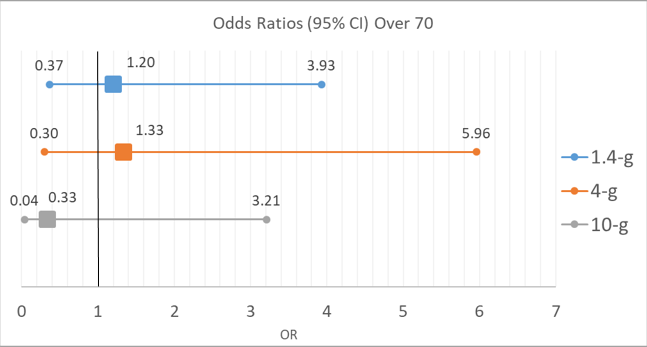 Odds Ratios (95% CI) Over 70
0.37 1.20 3.93
0.30 1.33 5.96
0.04 0.33 3.21
1.4-g
4-g
10-g
0 1 2 3 4 5 6 7
OR